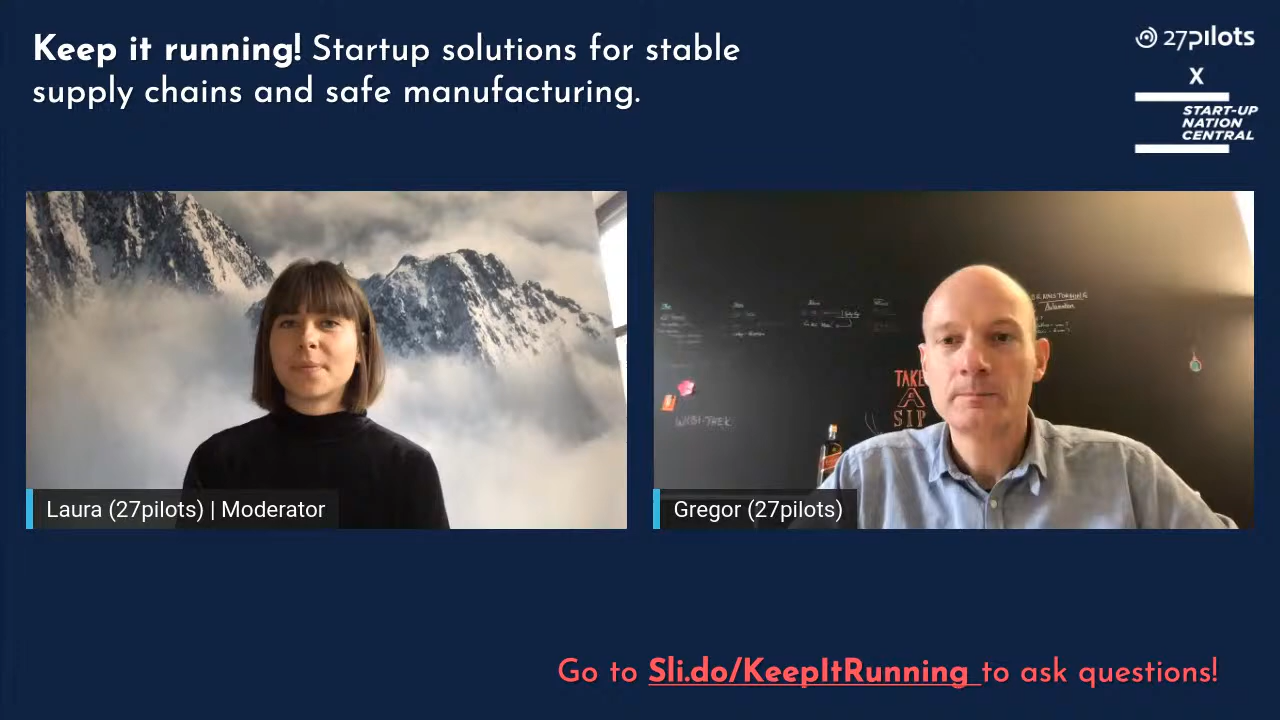 Keep it running! Startup solutions for stable
supply chains and safe manufacturing.
27pilots
X
START-UP
NATION
CENTRAL
TAKE
A
SIP
Laura (27pilots) | Moderator
Gregor (27pilots)
Go to Sli.do/KeepItRunning to ask questions!